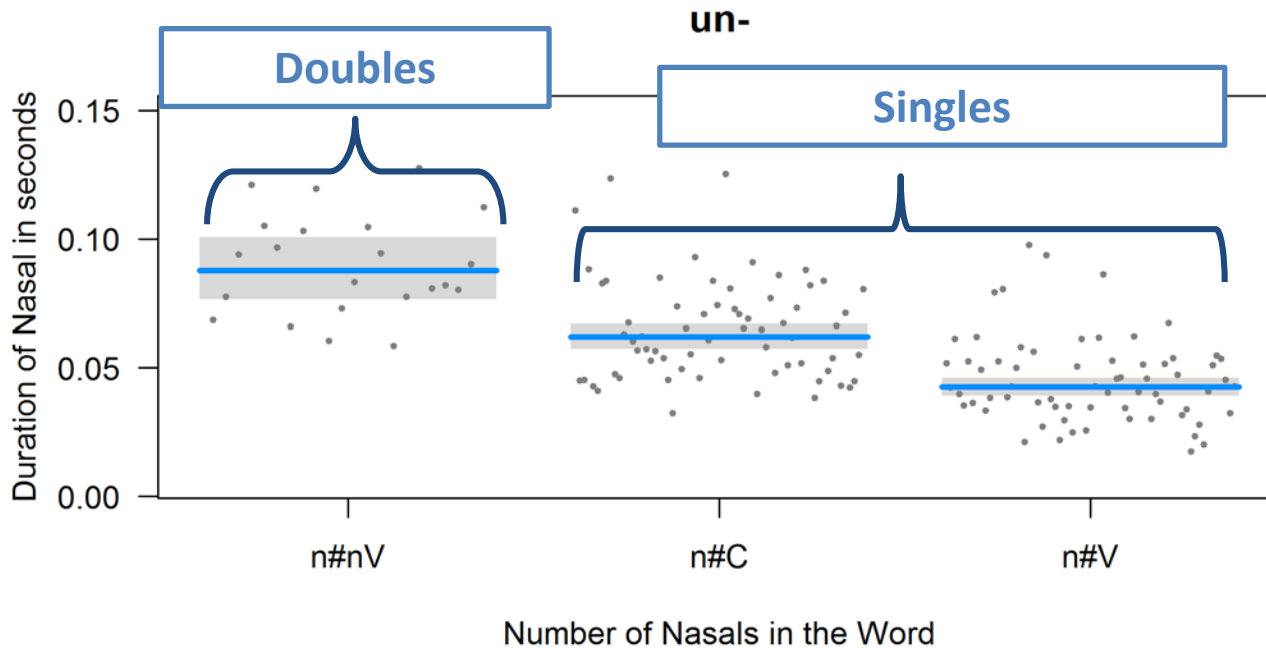 un-
Doubles
Singles
Duration of Nasal in seconds
0.15
0.10
0.05
0.00
n#nV
n#C
n#V
Number of Nasals in the Word